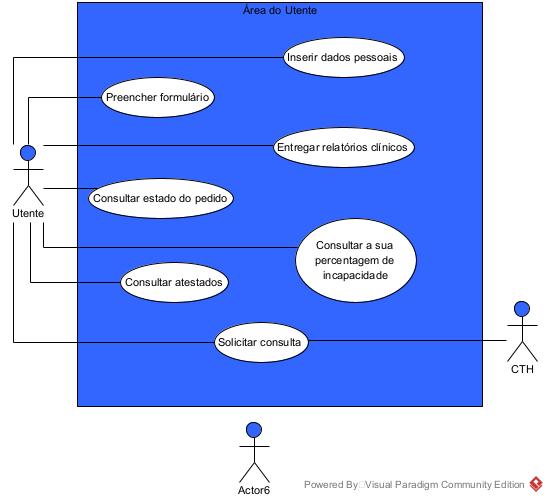 Área do Utente
Inserir dados pessoais
Preencher formulário
Entregar relatórios clínicos
Consultar estado do pedido
Utente
Consultar a sua
percentagem de
incapacidade
Consultar atestados
Solicitar consulta
CTH
Actor6
Powered By Visual Paradigm Community Edition